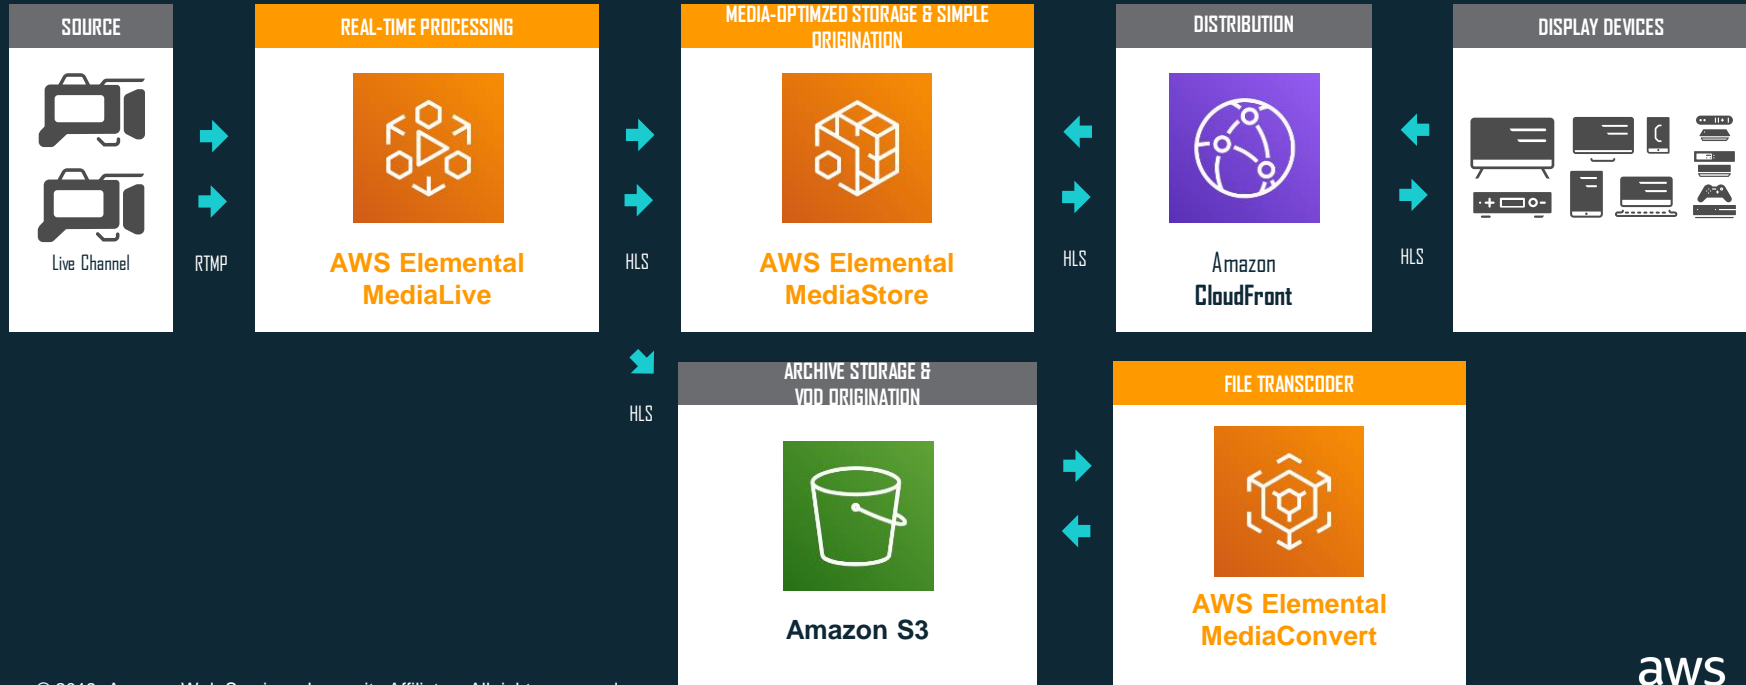 SOURCE
REAL-TIME PROCESSING
MEDIA-OPTIMZED STORAGE & SIMPLE
ORIGINATION
DISTRIBUTION
DISPLAY DEVICES
Live Channel
RTMP
AWS Elemental
MediaLive
HLS
AWS Elemental
MediaStore
HLS
Amazon
CloudFront
HLS
HLS
ARCHIVE STORAGE &
VOD ORIGINATION
FILE TRANSCODER
Amazon S3
AWS Elemental
MediaConvert
aws